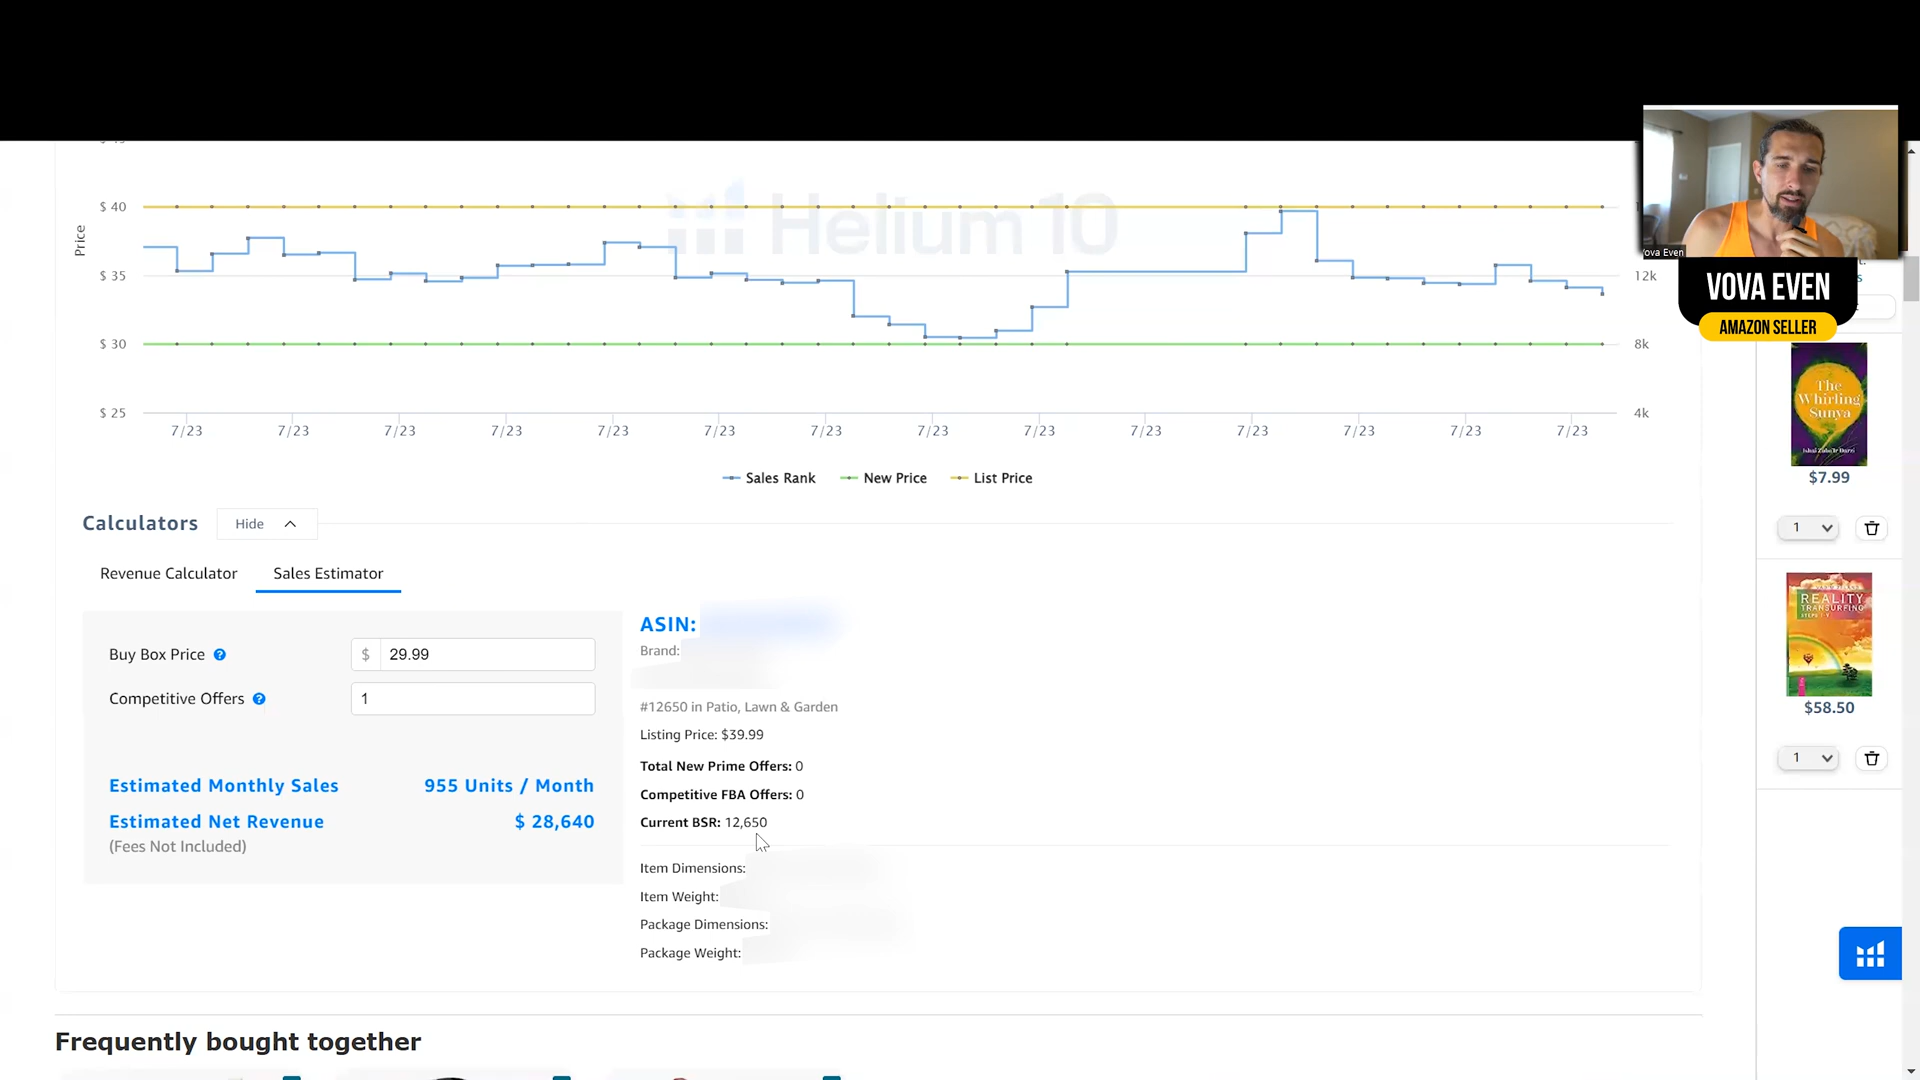 $ 40
Helium 10
Price
$ 35
12k
$ 30
8k
$ 25
4k
7/23 7/23 7/23 7/23 7/23 7/23 7/23 7/23 7/23 7/23 7/23 7/23 7/23 7/23
Sales Rank New Price List Price
Calculators Hide
Revenue Calculator Sales Estimator
Buy Box Price ? $ 29.99
Competitive Offers ? 1
Estimated Monthly Sales 955 Units / Month
Estimated Net Revenue $ 28,640
(Fees Not Included)
ASIN:
Brand:
#12650 in Patio, Lawn & Garden
Listing Price: $39.99
Total New Prime Offers: 0
Competitive FBA Offers: 0
Current BSR: 12,650
Item Dimensions:
Item Weight:
Package Dimensions:
Package Weight:
Frequently bought together
Vova Even
VOVA EVEN
AMAZON SELLER
The
Whirling
Sunya
$7.99
1
REALITY
TRANSURFING
$58.50
1